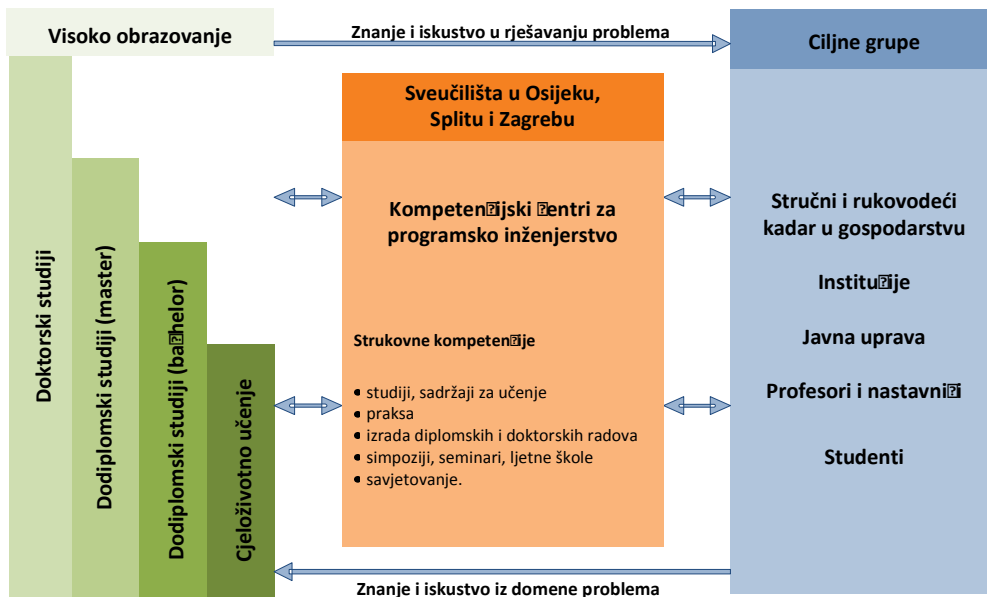 Visoko obrazovanje
Znanje i iskustvo u rješavanju problema
Ciljne grupe
Doktorski studiji
Dodiplomski studiji (master)
Dodiplomski studiji (ba⍰helor)
Cjeloživotno učenje
Sveučilišta u Osijeku,
Splitu i Zagrebu
Kompeten⍰ijski ⍰entri za
programsko inženjerstvo
Strukovne kompeten⍰ije
• studiji, sadržaji za učenje
• praksa
• izrada diplomskih i doktorskih radova
• simpoziji, seminari, ljetne škole
• savjetovanje.
Stručni i rukovodeći
kadar u gospodarstvu
Institu⍰ije
Javna uprava
Profesori i nastavni⍰i
Studenti
Znanje i iskustvo iz domene problema